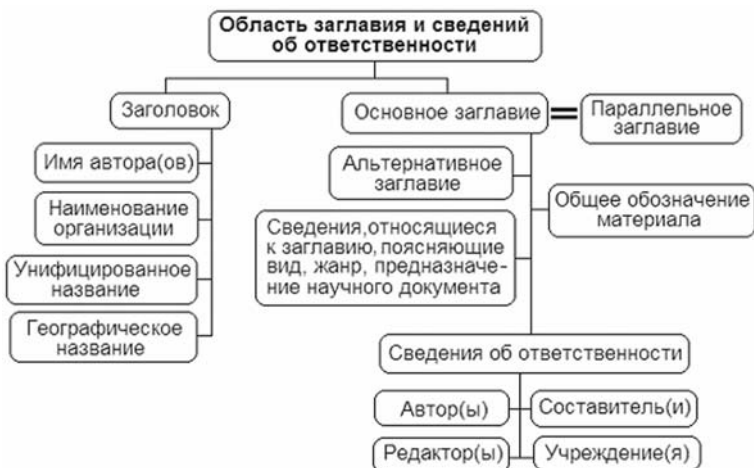 Область заглавия и сведений
об ответственности
Заголовок
Основное заглавие
Параллельное
заглавие
Имя автора(ов)
Альтернативное
заглавие
Наименование
организации
Общее обозначение
материала
Сведения,относящиеся
к заглавию,поясняющие
вид, жанр, предназначе-
ние научного документа
Унифицированное
название
Географическое
название
Сведения об ответственности
Автор(ы)
Составитель(и)
Редактор(ы)
Учреждение(я)